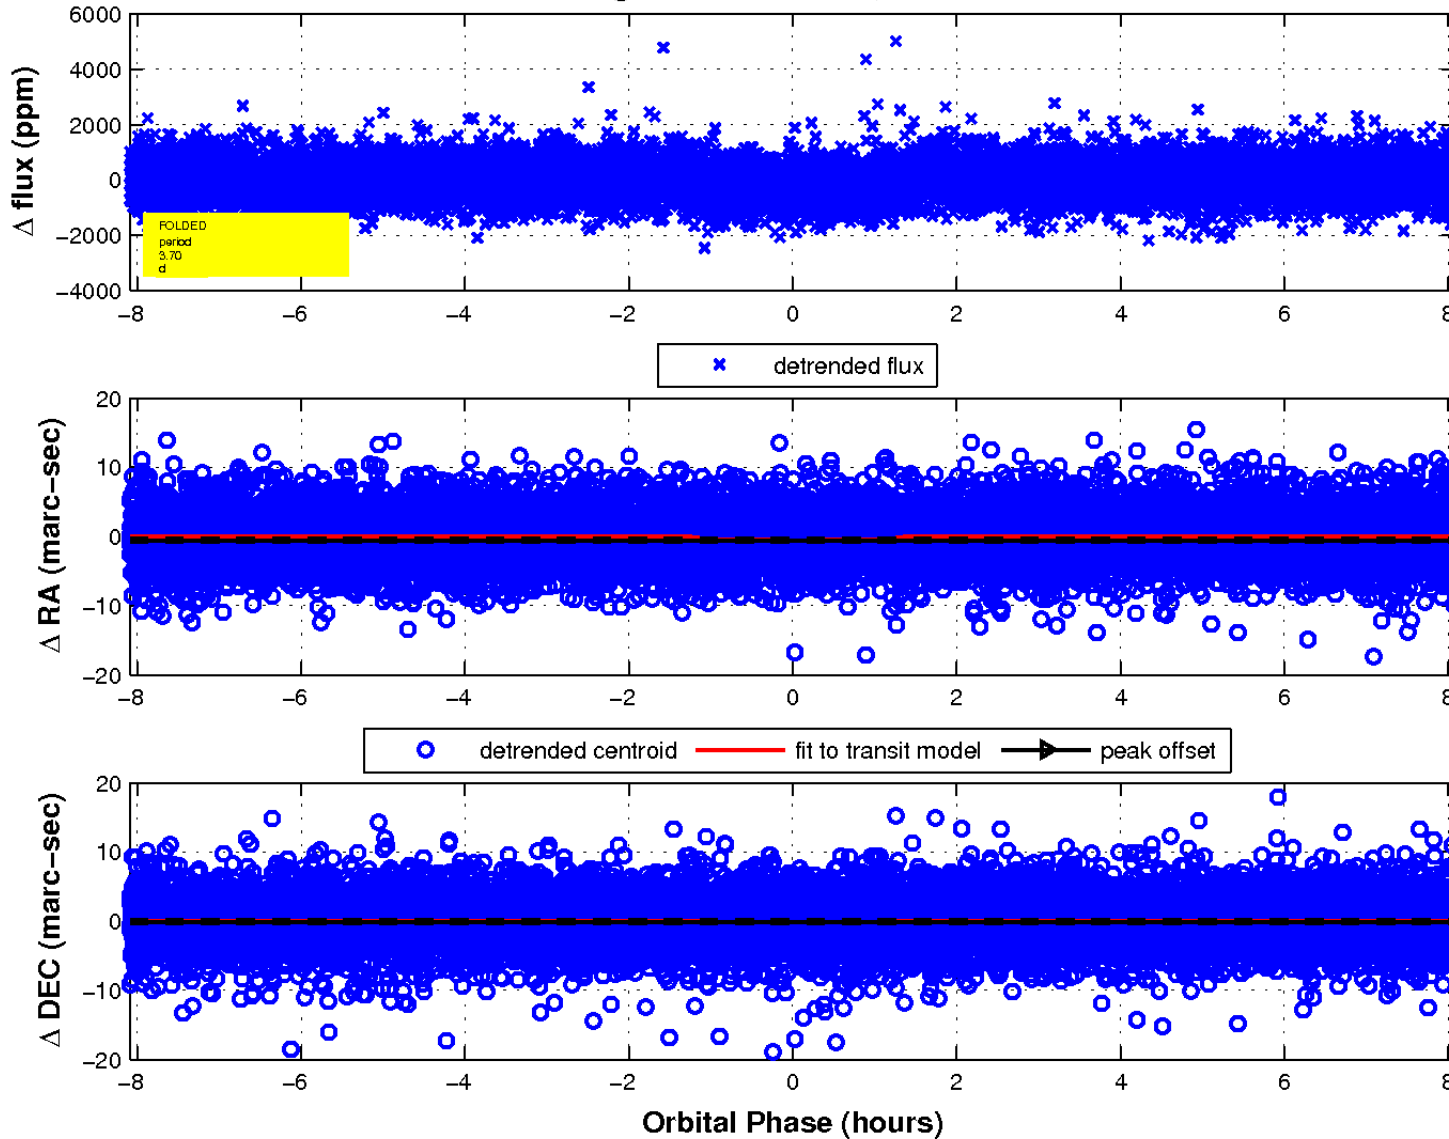 6000
4000
2000
0
−2000
−4000
Δ flux (ppm)
FOLDED
period
3.70
d
−8 −6 −4 −2 0 2 4 6 8
detrended flux
20
10
0
−10
−20
Δ RA (marc−sec)
−8 −6 −4 −2 0 2 4 6 8
detrended centroid fit to transit model peak offset
20
10
0
−10
−20
Δ DEC (marc−sec)
−8 −6 −4 −2 0 2 4 6 8
Orbital Phase (hours)